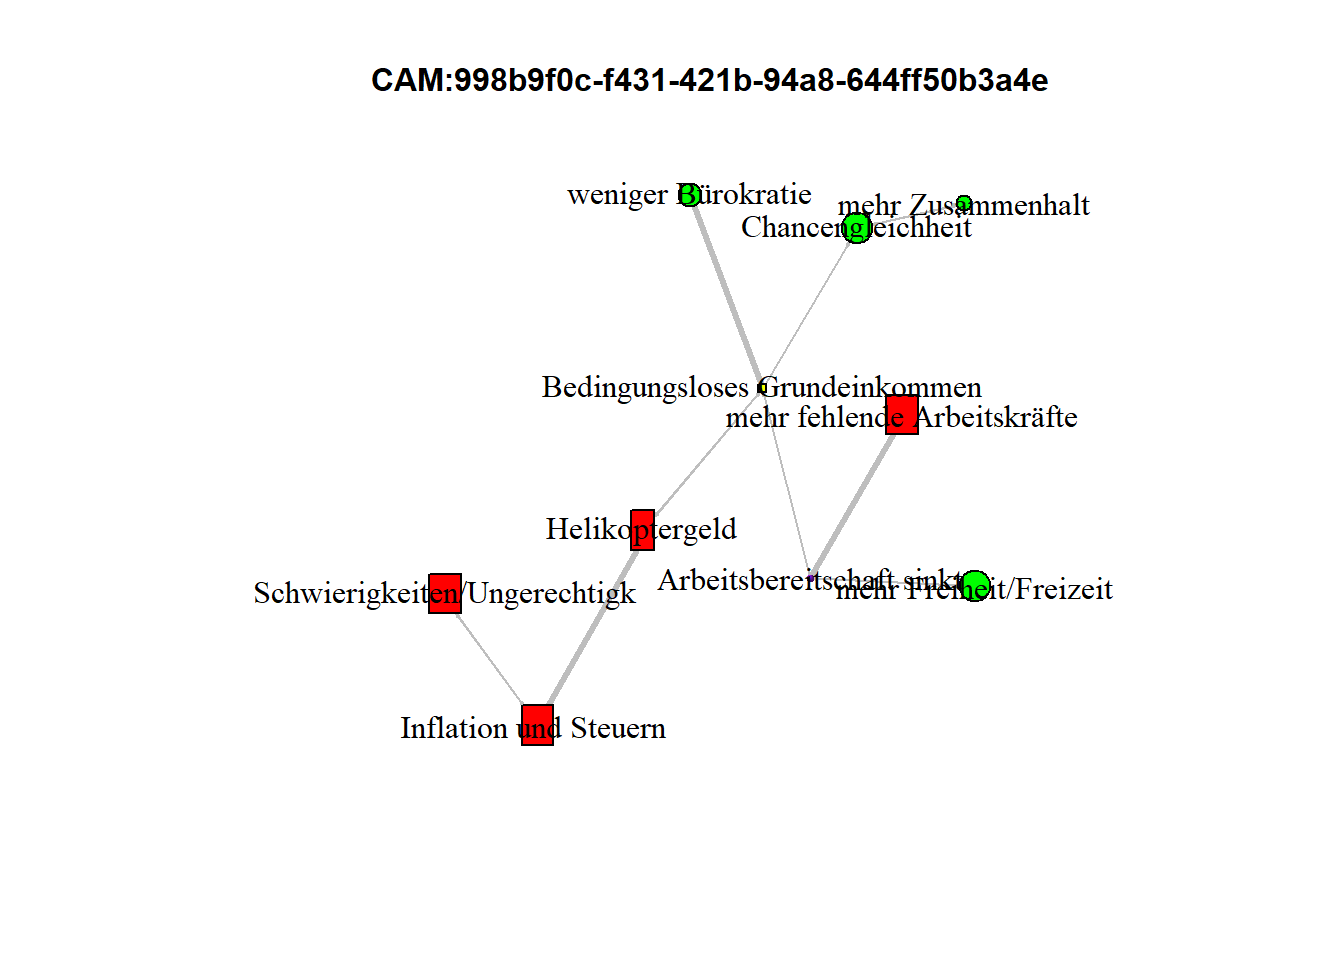 CAM:998b9f0c-f431-421b-94a8-644ff50b3a4e
weniger Bürokratie
mehr Zusammenhalt
Chancengleichheit
Bedingungsloses Grundeinkommen
mehr fehlende Arbeitskräfte
Helikoptergeld
Arbeitsbereitschaft sinkt
mehr Freiheit/Freizeit
Schwierigkeiten/Ungerechtigk
Inflation und Steuern